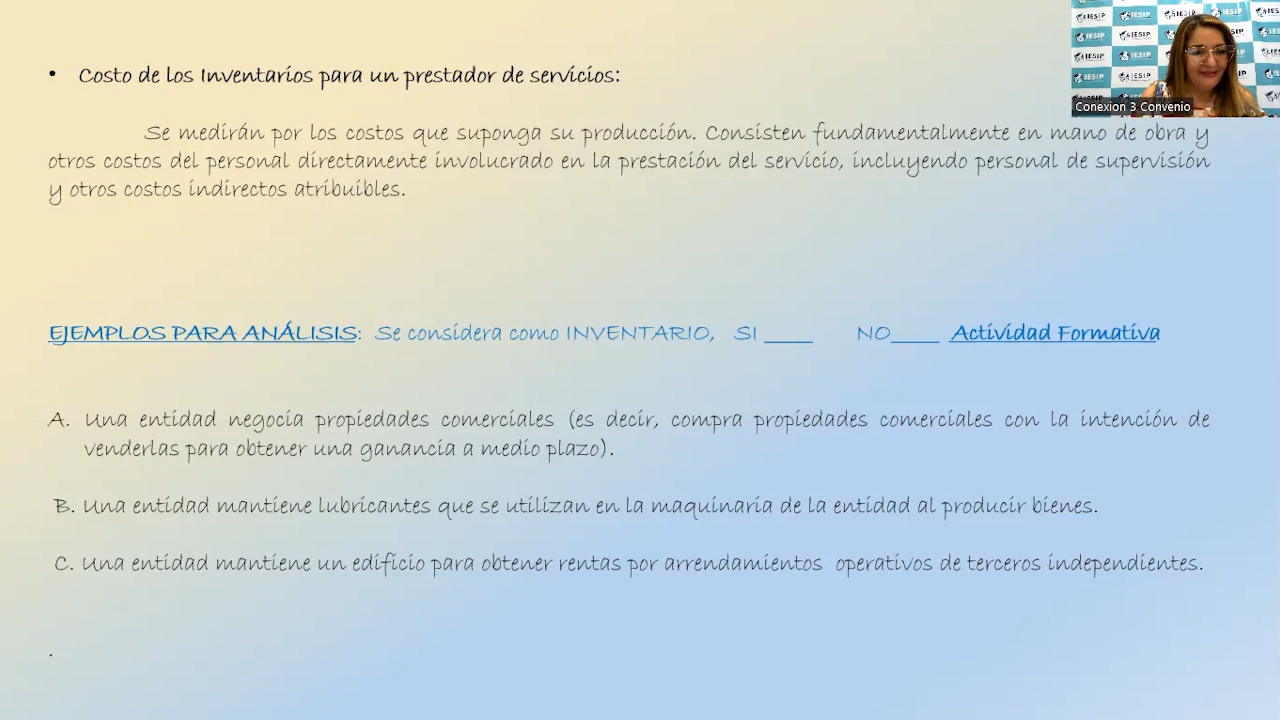 • Costo de los Inventarios para un prestador de servicios:
IESIP
Conexion 3 Convenio
Se medirán por los costos que suponga su producción. Consisten fundamentalmente en mano de obra y
otros costos del personal directamente involucrado en la prestación del servicio, incluyendo personal de supervisión
y otros costos indirectos atribuibles.
EJEMPLOS PARA ANÁLISIS: Se considera como INVENTARIO, SI ____ NO____ Actividad Formativa
A. Una entidad negocia propiedades comerciales (es decir, compra propiedades comerciales con la intención de
venderlas para obtener una ganancia a medio plazo).
B. Una entidad mantiene lubricantes que se utilizan en la maquinaria de la entidad al producir bienes.
C. Una entidad mantiene un edificio para obtener rentas por arrendamientos operativos de terceros independientes.
.